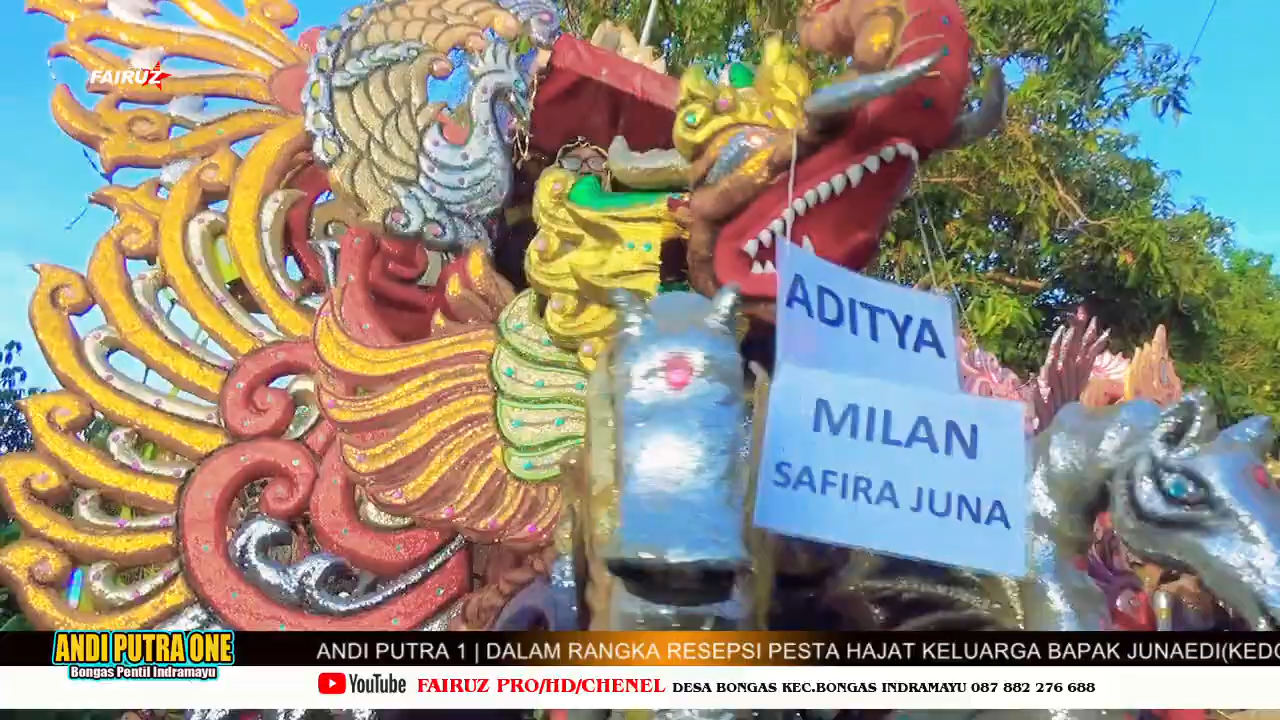 FAIRUZ
ADITYA
MILAN
SAFIRA JUNA
ANDI PUTRA ONE
Bongas Pentil Indramayu
ANDI PUTRA 1 | DALAM RANGKA RESEPSI PESTA HAJAT KELUARGA BAPAK JUNAEDI(KEDO
YouTube FAIRUZ PRO/HD/CHENEL DESA BONGAS KEC.BONGAS INDRAMAYU 087 882 276 688